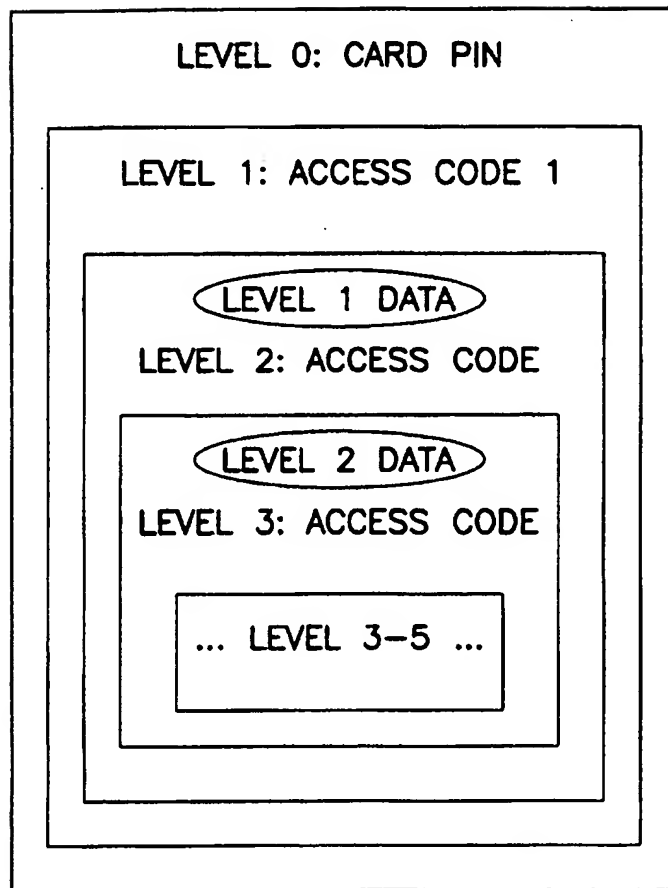 LEVEL 0: CARD PIN
LEVEL 1: ACCESS CODE 1
LEVEL 1 DATA
LEVEL 2: ACCESS CODE
LEVEL 2 DATA
LEVEL 3: ACCESS CODE
... LEVEL 3-5 ...